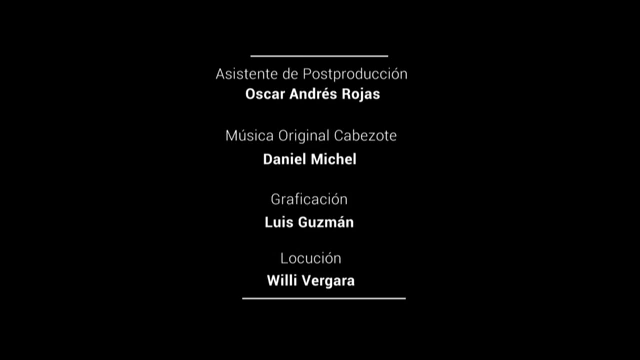 Asistente de Postproducción
Oscar Andrés Rojas
Música Original Cabezote
Daniel Michel
Graficación
Luis Guzmán
Locución
Willi Vergara